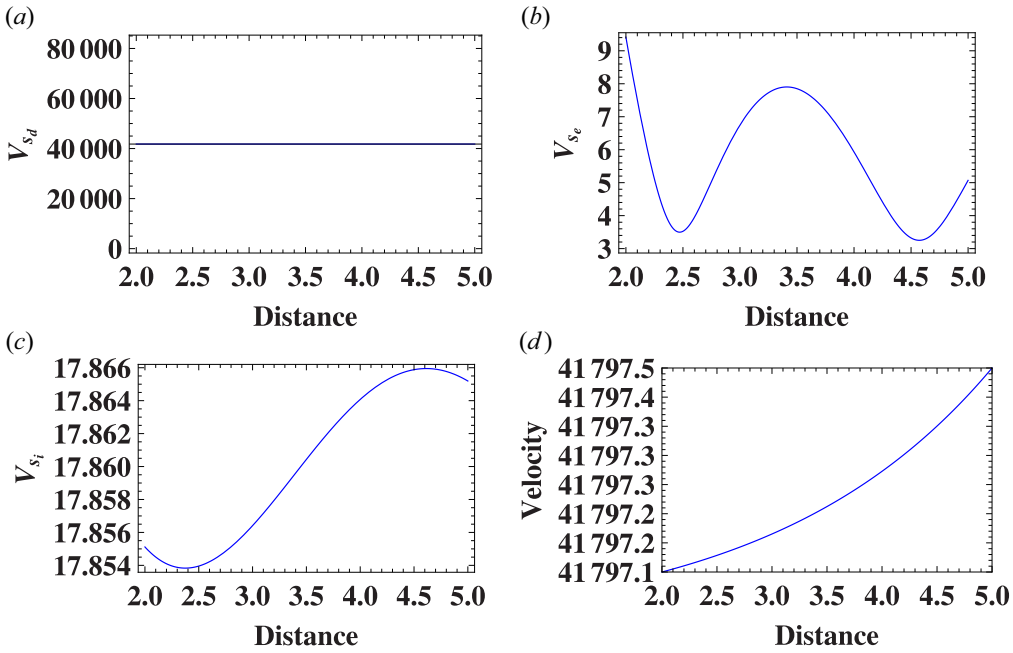 (a)
80 000
60 000
40 000
20 000
0
V_{s_d}
2.0 2.5 3.0 3.5 4.0 4.5 5.0
Distance
(b)
9
8
7
6
5
4
3
V_{s_e}
2.0 2.5 3.0 3.5 4.0 4.5 5.0
Distance
(c)
17.866
17.864
17.862
17.860
17.858
17.856
17.854
V_{s_i}
2.0 2.5 3.0 3.5 4.0 4.5 5.0
Distance
(d)
41 797.5
41 797.4
41 797.3
41 797.3
41 797.3
41 797.2
41 797.2
41 797.1
Velocity
2.0 2.5 3.0 3.5 4.0 4.5 5.0
Distance